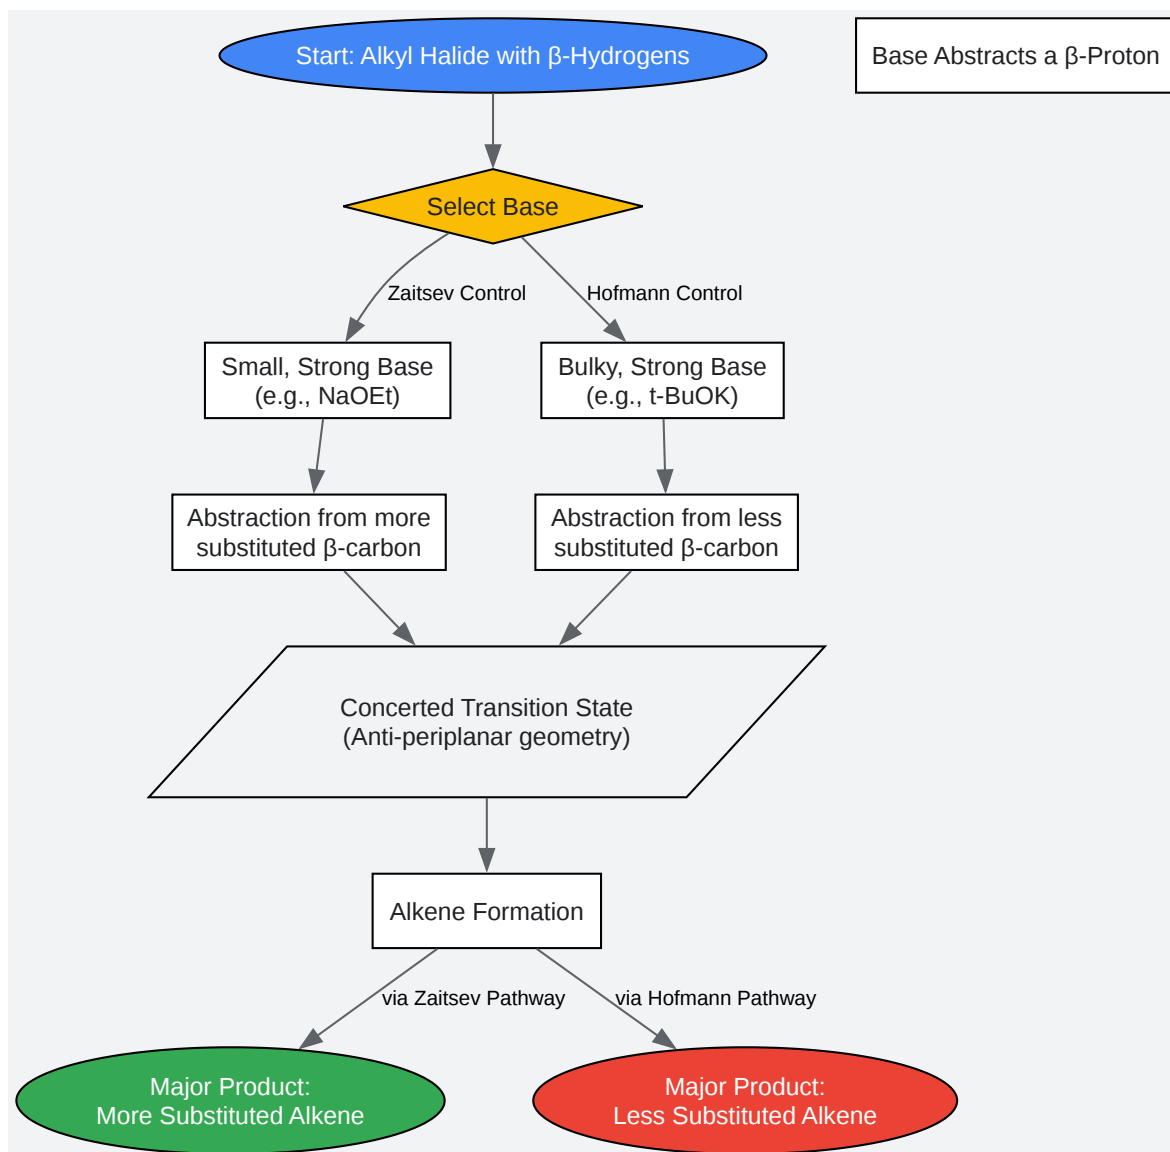 Start: Alkyl Halide with β-Hydrogens
Base Abstracts a β-Proton
Select Base
Zaitsev Control
Hofmann Control
Small, Strong Base
(e.g., NaOEt)
Bulky, Strong Base
(e.g., t-BuOK)
Abstraction from more
substituted β-carbon
Abstraction from less
substituted β-carbon
Concerted Transition State
(Anti-periplanar geometry)
Alkene Formation
via Zaitsev Pathway
via Hofmann Pathway
Major Product:
More Substituted Alkene
Major Product:
Less Substituted Alkene